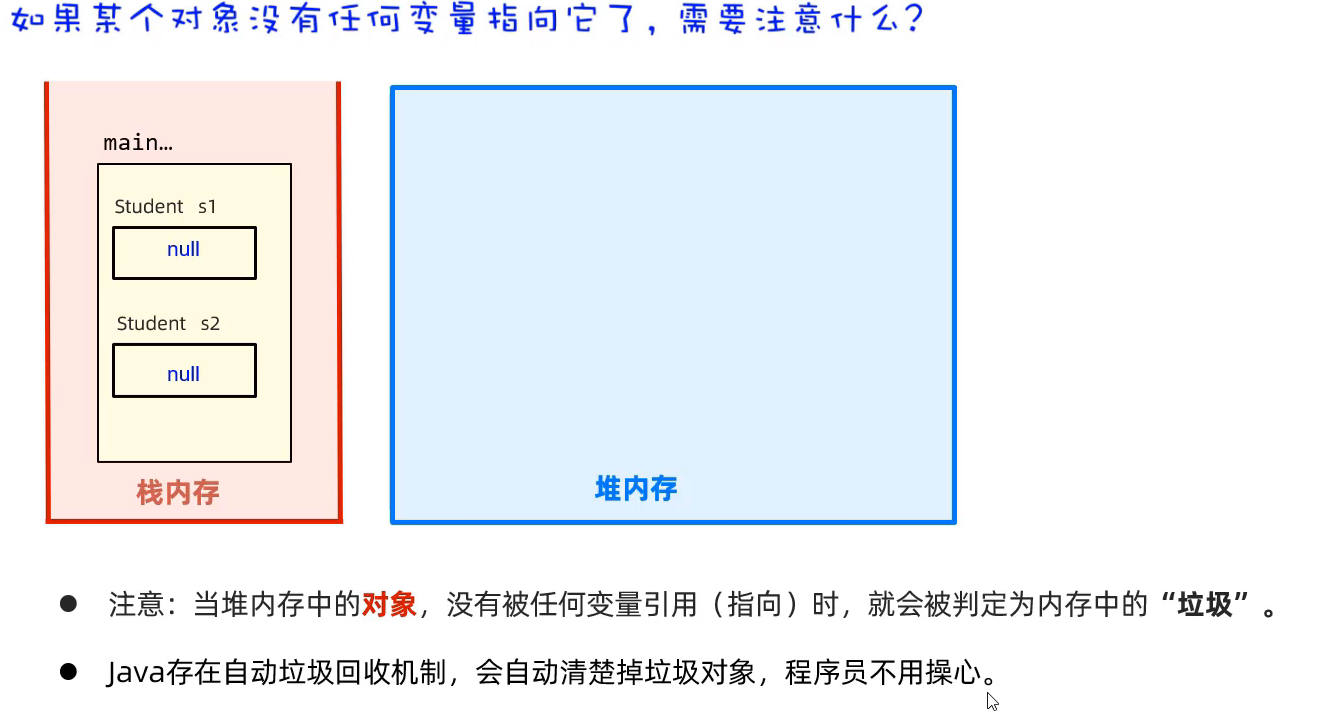 如果某个对象没有任何变量指向它了，需要注意什么？
main…
Student s1
null
Student s2
null
栈内存
堆内存
● 注意：当堆内存中的对象，没有被任何变量引用（指向）时，就会被判定为内存中的“垃圾”。
● Java存在自动垃圾回收机制，会自动清楚掉垃圾对象，程序员不用操心。